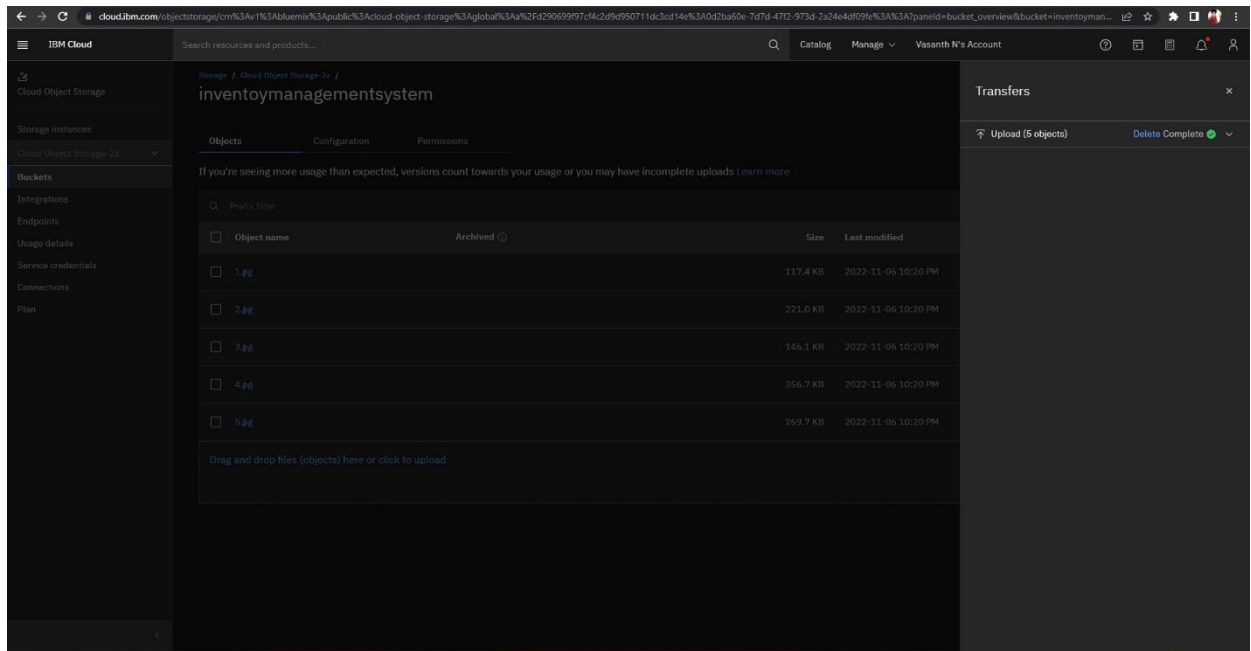 cloud.ibm.com/objectstorage/crn%3Av1%3Abluemix%3Apublic%3Acloud-object-storage%3Aglobal%3Aa%2Fd290699f97cf4c2d9d950711dc3cd14e%3A0d2ba60e-7d7d-47f2-973d-2a24e4df09fe%3A%3A?paneId=bucket_overview&bucket=inventoyman...
IBM Cloud
Search resources and products...
Catalog
Manage
Vasanth N's Account
Cloud Object Storage
Storage instances
Cloud Object Storage-2z
Buckets
Integrations
Endpoints
Usage details
Service credentials
Connections
Plan
Storage / Cloud Object Storage-2z /
inventoymanagementsystem
Objects Configuration Permissions
If you're seeing more usage than expected, versions count towards your usage or you may have incomplete uploads Learn more
Prefix filter
Object name Archived Size Last modified
1.jpg 117.4 KB 2022-11-06 10:20 PM
2.jpg 221.0 KB 2022-11-06 10:20 PM
3.jpg 146.1 KB 2022-11-06 10:20 PM
4.jpg 356.7 KB 2022-11-06 10:20 PM
5.jpg 269.7 KB 2022-11-06 10:20 PM
Drag and drop files (objects) here or click to upload
Transfers
Upload (5 objects) Delete Complete